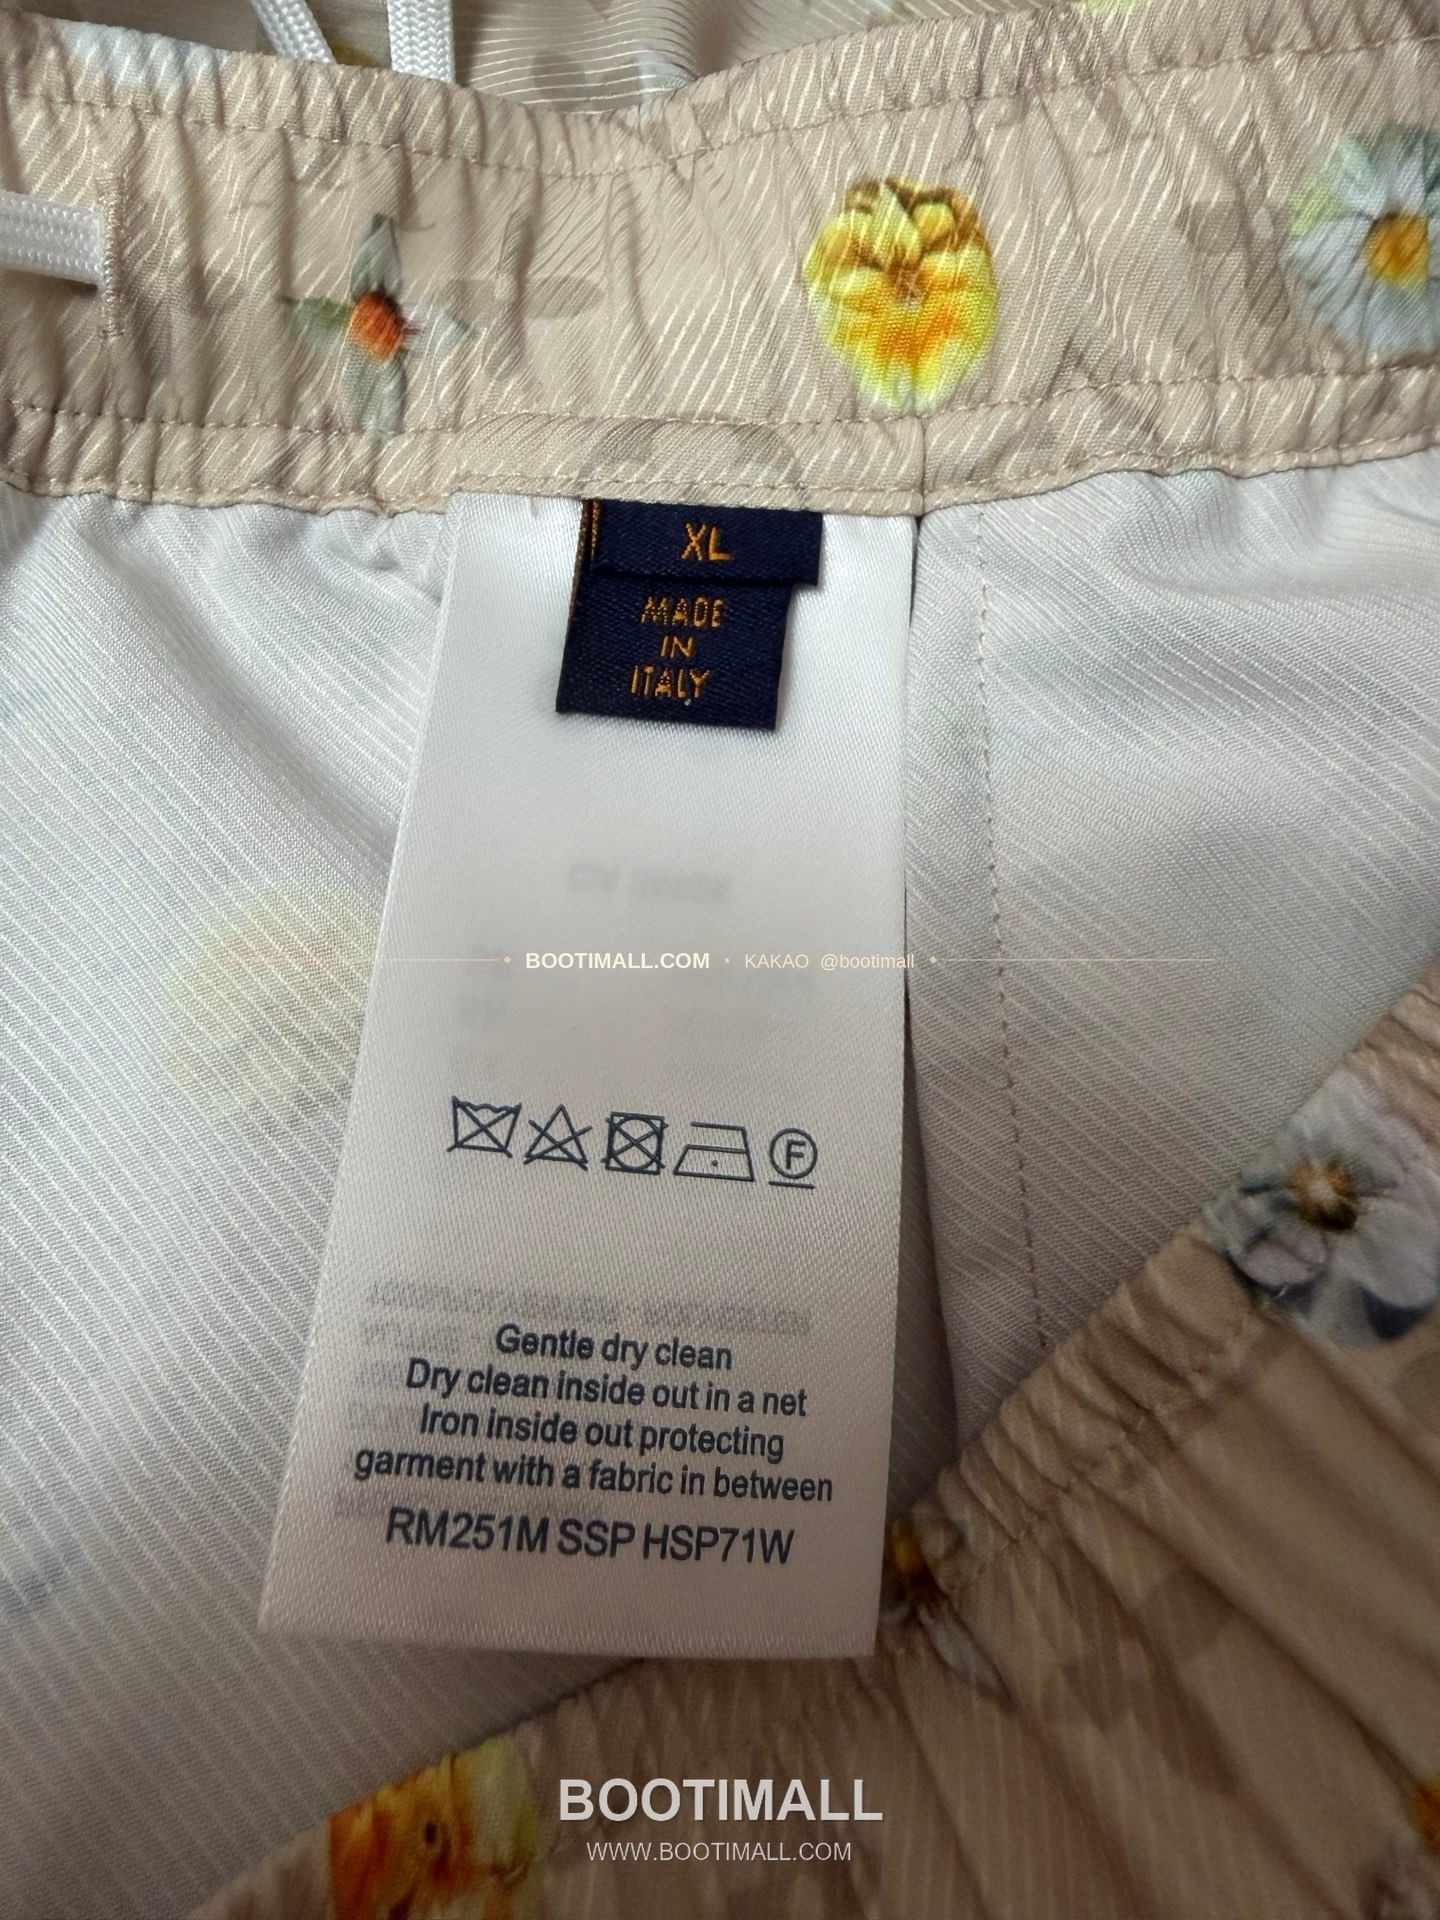 XL
MADE
IN
ITALY
BOOTIMALL.COM • KAKAO @bootimall
F
Gentle dry clean
Dry clean inside out in a net
Iron inside out protecting
garment with a fabric in between
RM251M SSP HSP71W
BOOTIMALL
WWW.BOOTIMALL.COM